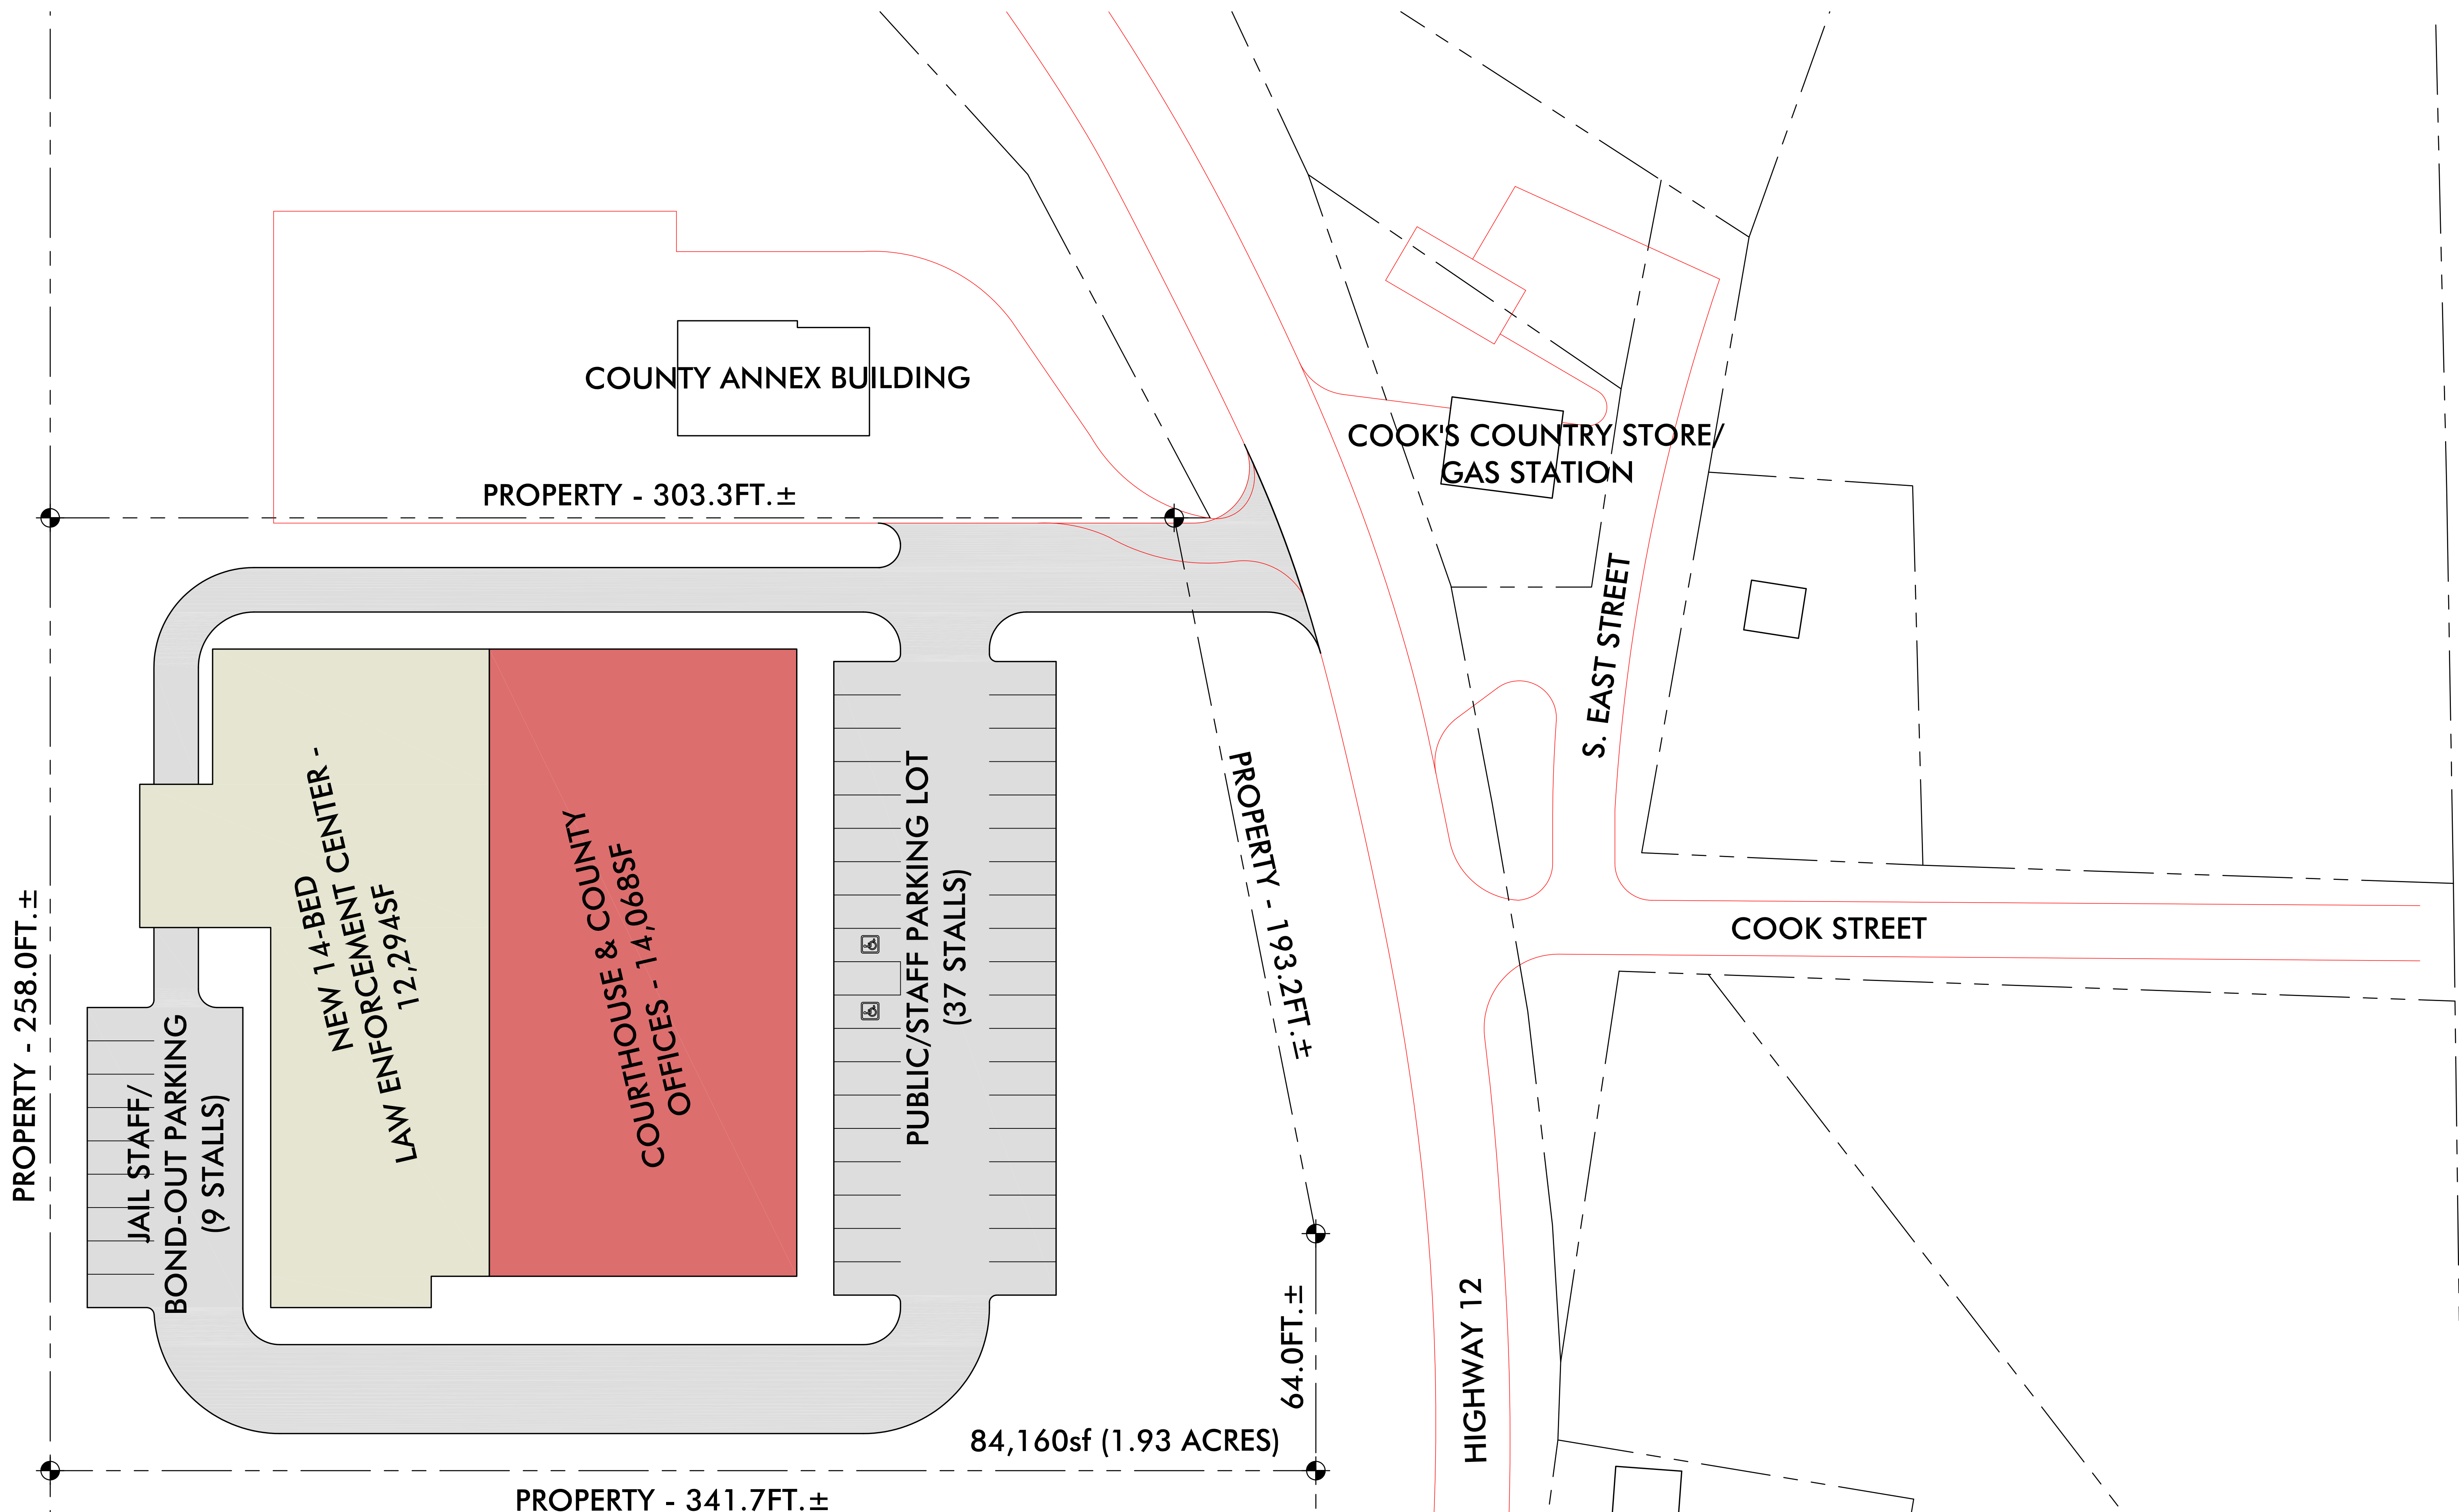 COUNTY ANNEX BUILDING
PROPERTY - 303.3FT.±
COOK'S COUNTRY STORE/
GAS STATION
S. EAST STREET
COOK STREET
PROPERTY - 258.0FT.±
NEW 14-BED
LAW ENFORCEMENT CENTER -
12,294SF
COURTHOUSE & COUNTY
OFFICES - 14,068SF
PUBLIC/STAFF PARKING LOT
(37 STALLS)
PROPERTY - 193.2FT.±
JAIL STAFF/
BOND-OUT PARKING
(9 STALLS)
64.0FT.±
HIGHWAY 12
84,160sf (1.93 ACRES)
PROPERTY - 341.7FT.±